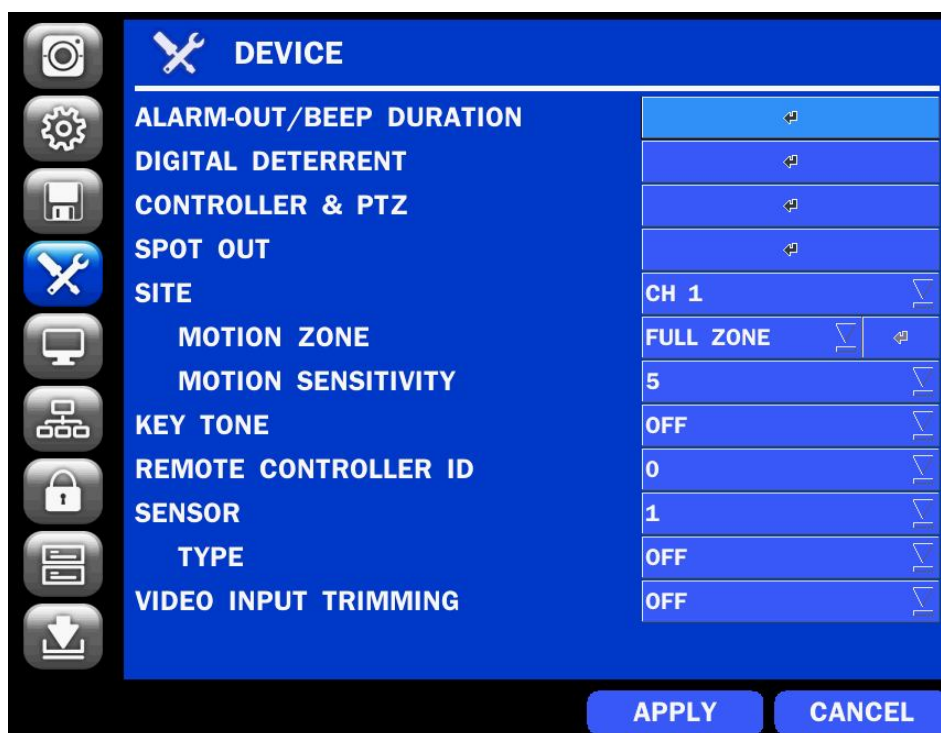 DEVICE
ALARM-OUT/BEEP DURATION
DIGITAL DETERRENT
CONTROLLER & PTZ
SPOT OUT
SITE CH 1
MOTION ZONE FULL ZONE
MOTION SENSITIVITY 5
KEY TONE OFF
REMOTE CONTROLLER ID 0
SENSOR 1
TYPE OFF
VIDEO INPUT TRIMMING OFF
APPLY CANCEL